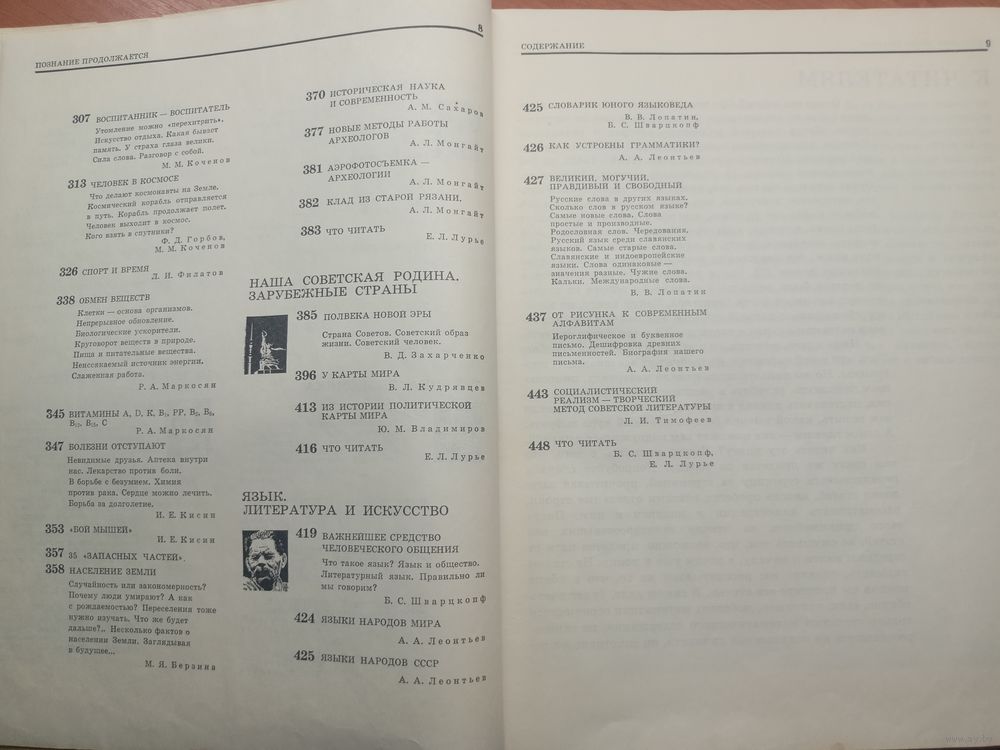 ПОЗНАНИЕ ПРОДОЛЖАЕТСЯ
8
307 ВОСПИТАННИК — ВОСПИТАТЕЛЬ
Утомление можно «перехитрить».
Искусство отдыха. Какая бывает
память. У страха глаза велики.
Сила слова. Разговор с собой.
М. М. Коченов
313 ЧЕЛОВЕК В КОСМОСЕ
Что делают космонавты на Земле.
Космический корабль отправляется
в путь. Корабль продолжает полет.
Человек выходит в космос.
Кого взять в спутники?
Ф. Д. Горбов,
М. М. Коченов
326 СПОРТ И ВРЕМЯ
Л. И. Филатов
338 ОБМЕН ВЕЩЕСТВ
Клетки — основа организмов.
Непрерывное обновление.
Биологические ускорители.
Круговорот веществ в природе.
Пища и питательные вещества.
Неиссякаемый источник энергии.
Слаженная работа.
Р. А. Маркосян
345 ВИТАМИНЫ A, D, K, B₁, PP, B₂, B₆,
B₁₂, B₁₅, C
Р. А. Маркосян
347 БОЛЕЗНИ ОТСТУПАЮТ
Невидимые друзья. Аптека внутри
нас. Лекарство против боли.
В борьбе с безумием. Химия
против рака. Сердце можно лечить.
Борьба за долголетие.
И. Е. Кисин
353 «БОЙ МЫШЕЙ»
И. Е. Кисин
357 35 «ЗАПАСНЫХ ЧАСТЕЙ».
358 НАСЕЛЕНИЕ ЗЕМЛИ
Случайность или закономерность?
Почему люди умирают? А как
с рождаемостью? Переселения тоже
нужно изучать. Что же будет
дальше?.. Несколько фактов о
населении Земли. Заглядывая
в будущее...
М. Я. Берзина
370 ИСТОРИЧЕСКАЯ НАУКА
И СОВРЕМЕННОСТЬ
А. М. Сахаров
377 НОВЫЕ МЕТОДЫ РАБОТЫ
АРХЕОЛОГОВ
А. Л. Монгайт
381 АЭРОФОТОСЪЕМКА —
АРХЕОЛОГИИ
А. Л. Монгайт
382 КЛАД ИЗ СТАРОЙ РЯЗАНИ.
А. Л. Монгайт
383 ЧТО ЧИТАТЬ
Е. Л. Лурье
НАША СОВЕТСКАЯ РОДИНА.
ЗАРУБЕЖНЫЕ СТРАНЫ
385 ПОЛВЕКА НОВОЙ ЭРЫ
Страна Советов. Советский образ
жизни. Советский человек.
В. Д. Захарченко
396 У КАРТЫ МИРА
В. Л. Кудрявцев
413 ИЗ ИСТОРИИ ПОЛИТИЧЕСКОЙ
КАРТЫ МИРА
Ю. М. Владимиров
416 ЧТО ЧИТАТЬ
Е. Л. Лурье
ЯЗЫК.
ЛИТЕРАТУРА И ИСКУССТВО
419 ВАЖНЕЙШЕЕ СРЕДСТВО
ЧЕЛОВЕЧЕСКОГО ОБЩЕНИЯ
Что такое язык? Язык и общество.
Литературный язык. Правильно ли
мы говорим?
Б. С. Шварцкопф
424 ЯЗЫКИ НАРОДОВ МИРА
А. А. Леонтьев
425 ЯЗЫКИ НАРОДОВ СССР
А. А. Леонтьев
СОДЕРЖАНИЕ
9
425 СЛОВАРИК ЮНОГО ЯЗЫКОВЕДА
В. В. Лопатин,
Б. С. Шварцкопф
426 КАК УСТРОЕНЫ ГРАММАТИКИ?
А. А. Леонтьев
427 ВЕЛИКИЙ, МОГУЧИЙ,
ПРАВДИВЫЙ И СВОБОДНЫЙ
Русские слова в других языках.
Сколько слов в русском языке?
Самые новые слова. Слова
простые и производные.
Родословная слов. Чередования.
Русский язык среди славянских
языков. Самые старые слова.
Славянские и индоевропейские
языки. Слова одинаковые —
значения разные. Чужие слова.
Кальки. Международные слова.
В. В. Лопатин
437 ОТ РИСУНКА К СОВРЕМЕННЫМ
АЛФАВИТАМ
Иероглифическое и буквенное
письмо. Дешифровка древних
письменностей. Биография нашего
письма.
А. А. Леонтьев
443 СОЦИАЛИСТИЧЕСКИЙ
РЕАЛИЗМ — ТВОРЧЕСКИЙ
МЕТОД СОВЕТСКОЙ ЛИТЕРАТУРЫ
Л. И. Тимофеев
448 ЧТО ЧИТАТЬ
Б. С. Шварцкопф,
Е. Л. Лурье